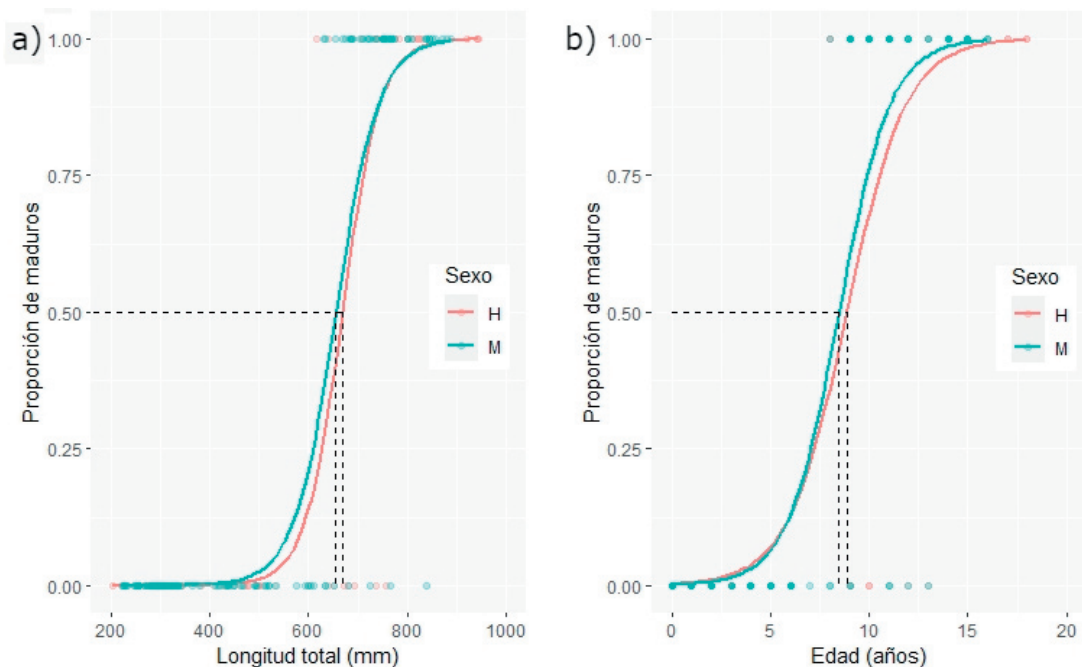 a)
1.00
0.75
0.50
0.25
0.00
Proporción de maduros
200 400 600 800 1000
Longitud total (mm)
Sexo
H
M
b)
1.00
0.75
0.50
0.25
0.00
Proporción de maduros
0 5 10 15 20
Edad (años)
Sexo
H
M